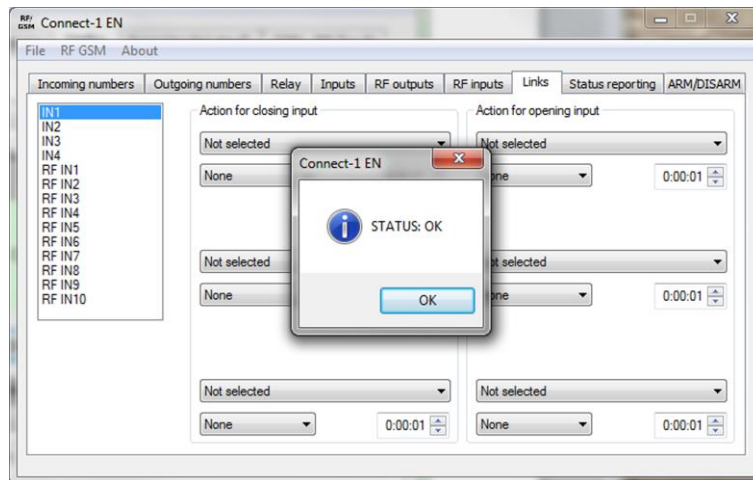 RF/
GSM Connect-1 EN
File RF GSM About
Incoming numbers Outgoing numbers Relay Inputs RF outputs RF inputs Links Status reporting ARM/DISARM
IN1
IN2
IN3
IN4
RF IN1
RF IN2
RF IN3
RF IN4
RF IN5
RF IN6
RF IN7
RF IN8
RF IN9
RF IN10
Action for closing input
Not selected
None
Not selected
None
Not selected
None 0:00:01
Action for opening input
Not selected
None 0:00:01
Not selected
None 0:00:01
Not selected
None 0:00:01
Connect-1 EN
STATUS: OK
OK